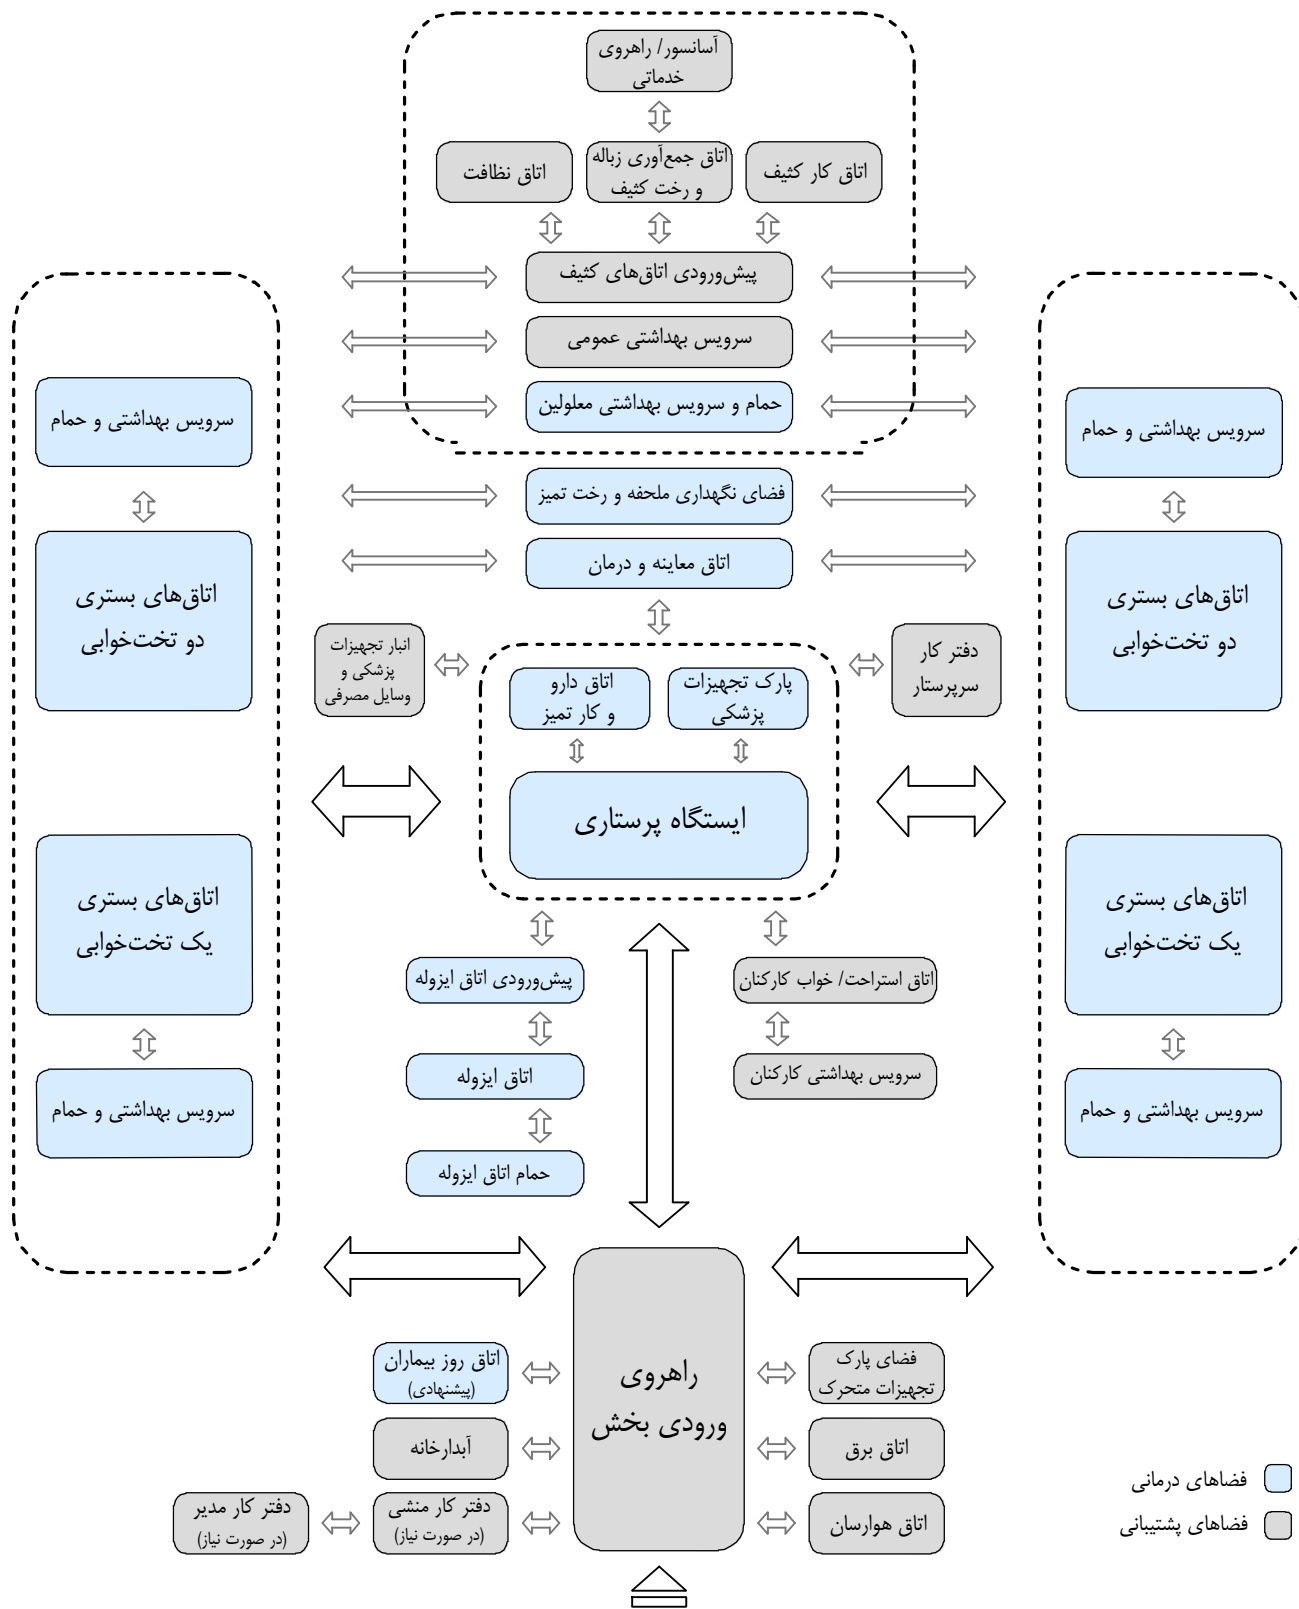 آسانسور/ راهروی
خدماتی
اتاق کار کثیف
اتاق جمع‌آوری زباله
و رخت کثیف
اتاق نظافت
پیش‌ورودی اتاق‌های کثیف
سرویس بهداشتی عمومی
حمام و سرویس بهداشتی معلولین
فضای نگهداری ملحفه و رخت تمیز
اتاق معاینه و درمان
سرویس بهداشتی و حمام
اتاق‌های بستری
دو تخت‌خوابی
اتاق‌های بستری
یک تخت‌خوابی
سرویس بهداشتی و حمام
دفتر کار
سرپرستار
پارک تجهیزات
پزشکی
اتاق دارو
و کار تمیز
ایستگاه پرستاری
انبار تجهیزات
پزشکی و
وسایل مصرفی
سرویس بهداشتی و حمام
اتاق‌های بستری
دو تخت‌خوابی
اتاق‌های بستری
یک تخت‌خوابی
سرویس بهداشتی و حمام
اتاق استراحت/ خواب کارکنان
سرویس بهداشتی کارکنان
پیش‌ورودی اتاق ایزوله
اتاق ایزوله
حمام اتاق ایزوله
راهروی
ورودی بخش
فضای پارک
تجهیزات متحرک
اتاق برق
اتاق هوارسان
اتاق روز بیماران
(پیشنهادی)
آبدارخانه
دفتر کار منشی
(در صورت نیاز)
دفتر کار مدیر
(در صورت نیاز)
فضاهای درمانی
فضاهای پشتیبانی